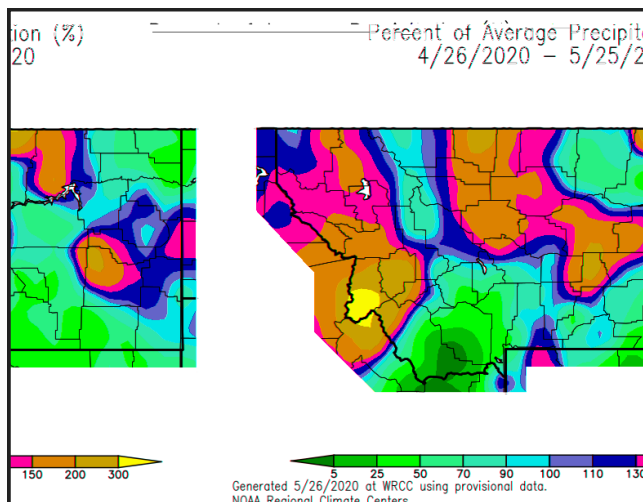 tion (%)
20
Percent of Average Precipit
4/26/2020 – 5/25/2
150 200 300
5 25 50 70 90 100 110 130
Generated 5/26/2020 at WRCC using provisional data.
NOAA Regional Climate Centers